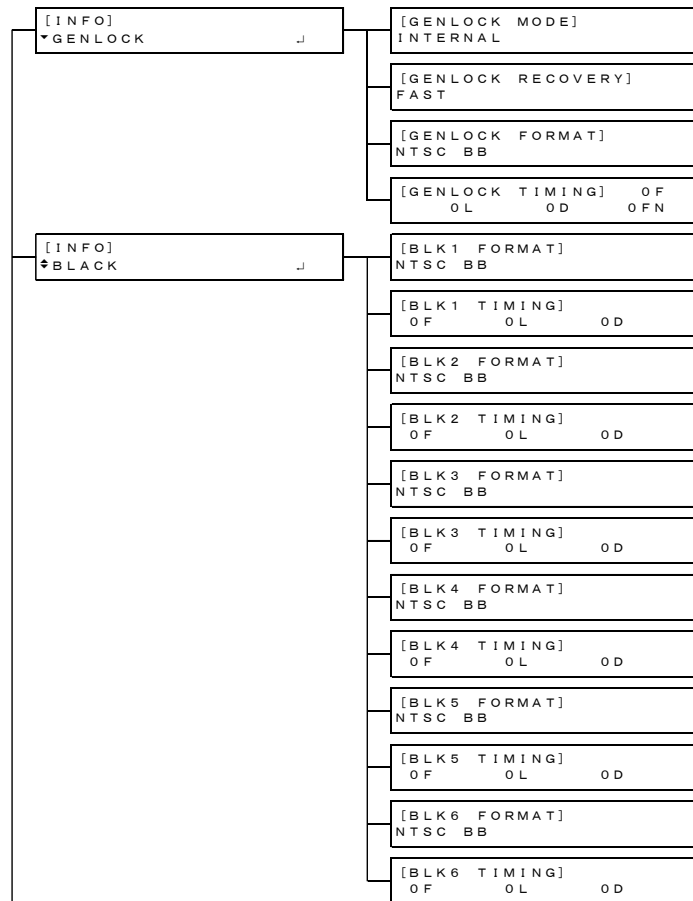 [INFO]
▾GENLOCK ↵
[GENLOCK MODE]
INTERNAL
[GENLOCK RECOVERY]
FAST
[GENLOCK FORMAT]
NTSC BB
[GENLOCK TIMING] 0F
0L 0D 0FN
[INFO]
♦BLACK ↵
[BLK1 FORMAT]
NTSC BB
[BLK1 TIMING]
0F 0L 0D
[BLK2 FORMAT]
NTSC BB
[BLK2 TIMING]
0F 0L 0D
[BLK3 FORMAT]
NTSC BB
[BLK3 TIMING]
0F 0L 0D
[BLK4 FORMAT]
NTSC BB
[BLK4 TIMING]
0F 0L 0D
[BLK5 FORMAT]
NTSC BB
[BLK5 TIMING]
0F 0L 0D
[BLK6 FORMAT]
NTSC BB
[BLK6 TIMING]
0F 0L 0D